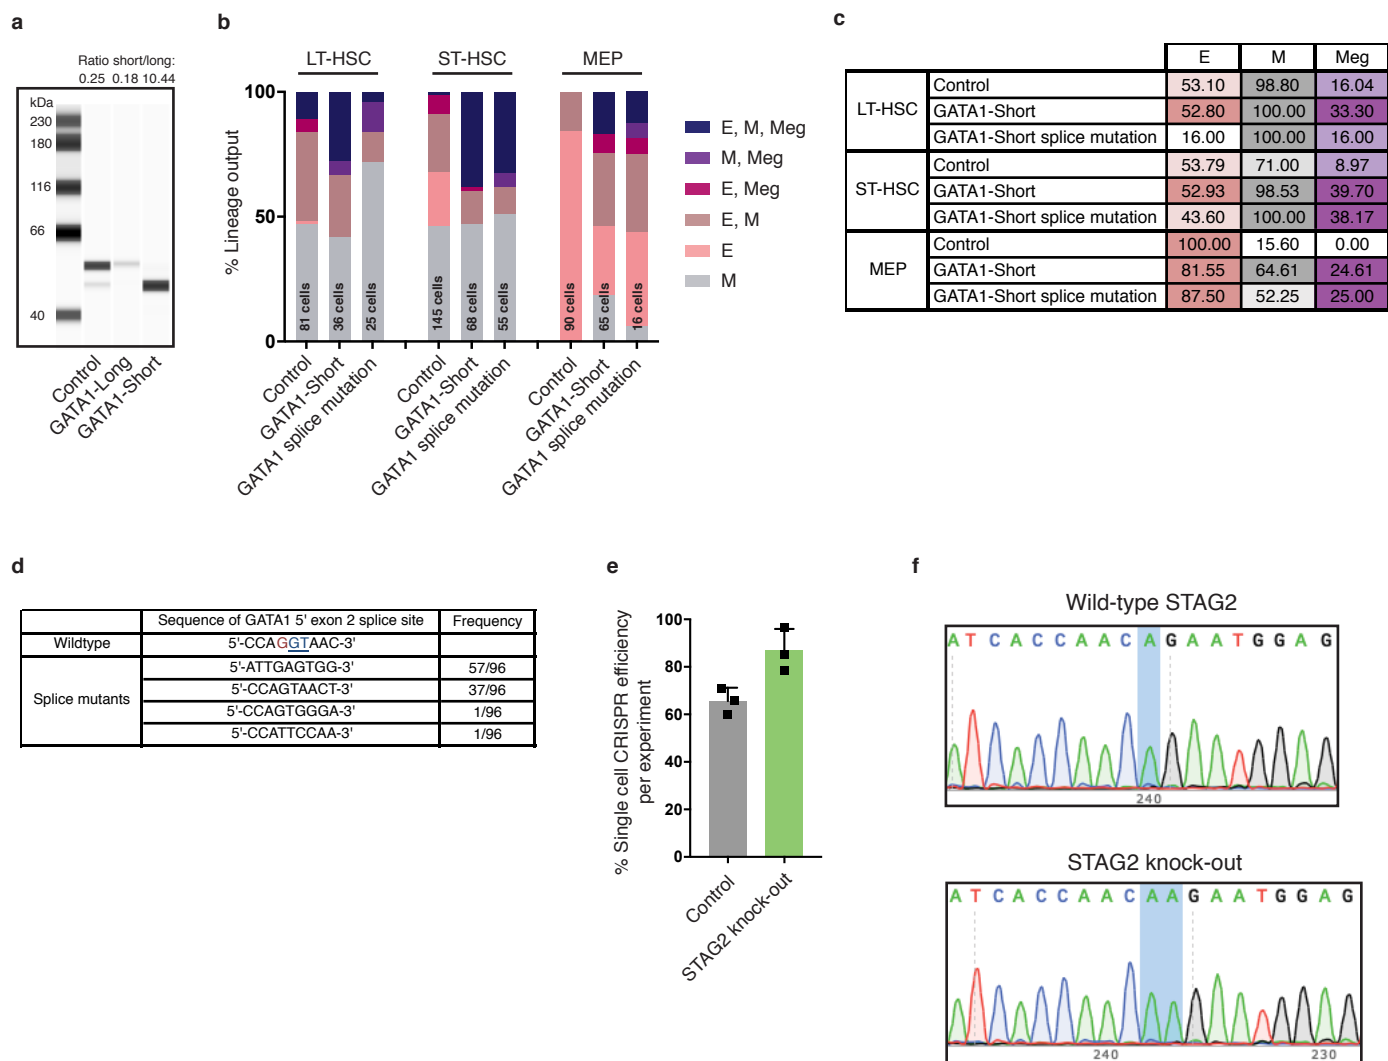 a
Ratio short/long:
0.25 0.18 10.44
kDa
230
180
116
66
40
Control
GATA1-Long
GATA1-Short
b
LT-HSC
ST-HSC
MEP
% Lineage output
100
50
0
81 cells
36 cells
25 cells
145 cells
68 cells
55 cells
90 cells
65 cells
16 cells
Control
GATA1-Short
GATA1 splice mutation
Control
GATA1-Short
GATA1 splice mutation
Control
GATA1-Short
GATA1 splice mutation
E, M, Meg
M, Meg
E, Meg
E, M
E
M
c
E M Meg
LT-HSC
Control 53.10 98.80 16.04
GATA1-Short 52.80 100.00 33.30
GATA1-Short splice mutation 16.00 100.00 16.00
ST-HSC
Control 53.79 71.00 8.97
GATA1-Short 52.93 98.53 39.70
GATA1-Short splice mutation 43.60 100.00 38.17
MEP
Control 100.00 15.60 0.00
GATA1-Short 81.55 64.61 24.61
GATA1-Short splice mutation 87.50 52.25 25.00
d
Sequence of GATA1 5' exon 2 splice site Frequency
Wildtype 5'-CCAGGTAAC-3'
Splice mutants
5'-ATTGAGTGG-3' 57/96
5'-CCAGTAACT-3' 37/96
5'-CCAGTGGGA-3' 1/96
5'-CCATTCCAA-3' 1/96
e
% Single cell CRISPR efficiency
per experiment
100
80
60
40
20
0
Control
STAG2 knock-out
f
Wild-type STAG2
A T C A C C A A C A G A A T G G A G
240
STAG2 knock-out
A T C A C C A A C A A G A A T G G A G
240
230